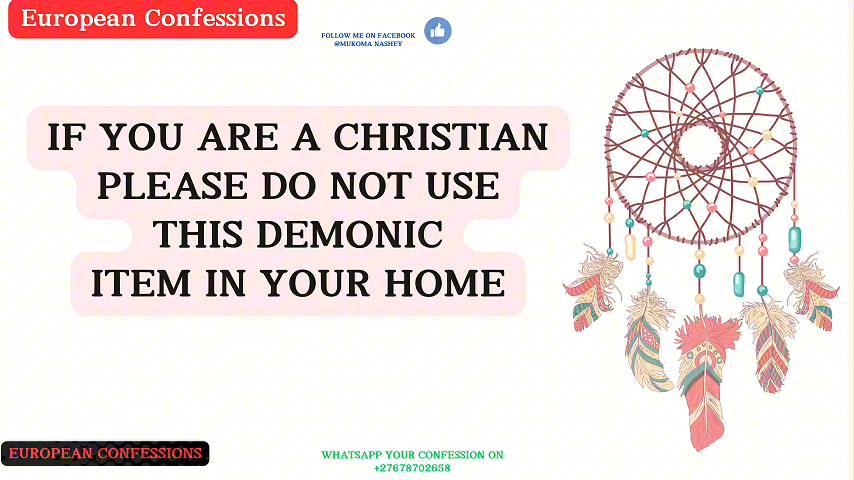 European Confessions
FOLLOW ME ON FACEBOOK
@MUKOMA NASHEY
IF YOU ARE A CHRISTIAN
PLEASE DO NOT USE
THIS DEMONIC
ITEM IN YOUR HOME
EUROPEAN CONFESSIONS
WHATSAPP YOUR CONFESSION ON
+27678702658